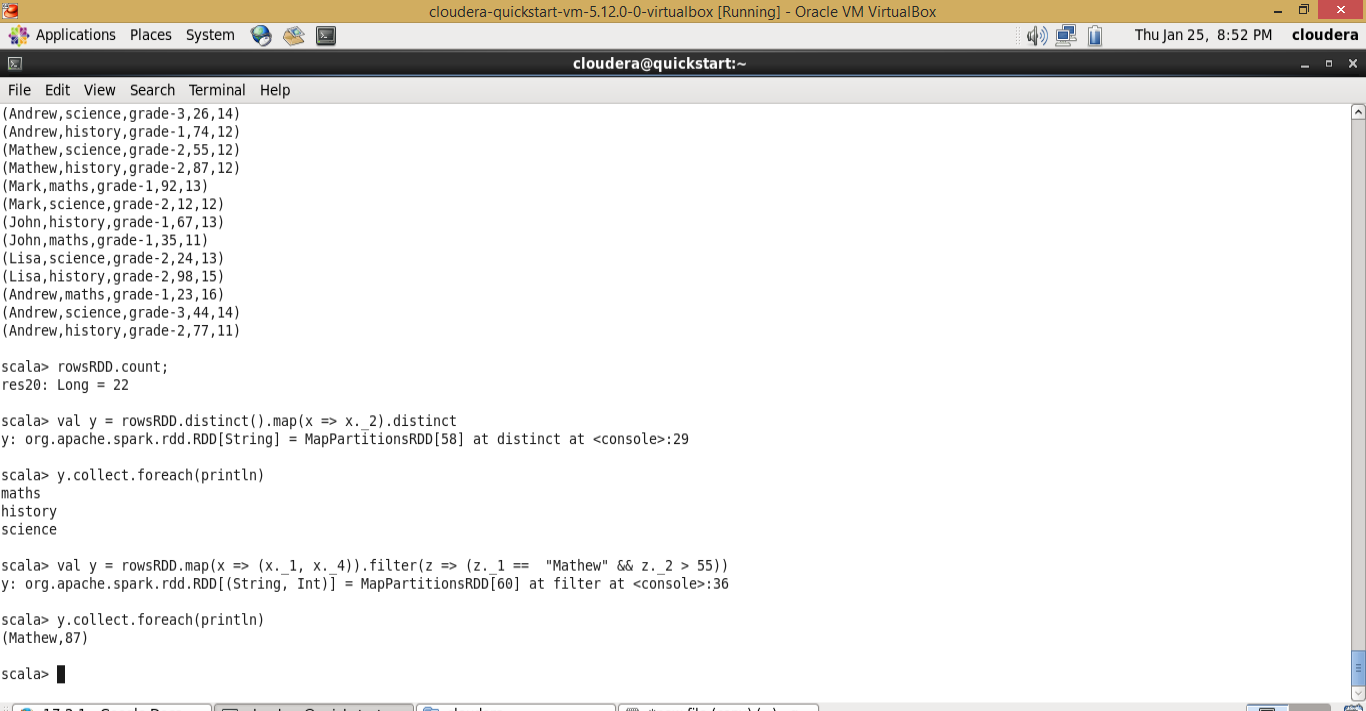 cloudera-quickstart-vm-5.12.0-0-virtualbox [Running] - Oracle VM VirtualBox
Applications Places System Thu Jan 25, 8:52 PM cloudera
cloudera@quickstart:~
File Edit View Search Terminal Help
(Andrew,science,grade-3,26,14)
(Andrew,history,grade-1,74,12)
(Mathew,science,grade-2,55,12)
(Mathew,history,grade-2,87,12)
(Mark,maths,grade-1,92,13)
(Mark,science,grade-2,12,12)
(John,history,grade-1,67,13)
(John,maths,grade-1,35,11)
(Lisa,science,grade-2,24,13)
(Lisa,history,grade-2,98,15)
(Andrew,maths,grade-1,23,16)
(Andrew,science,grade-3,44,14)
(Andrew,history,grade-2,77,11)
scala> rowsRDD.count;
res20: Long = 22
scala> val y = rowsRDD.distinct().map(x => x._2).distinct
y: org.apache.spark.rdd.RDD[String] = MapPartitionsRDD[58] at distinct at <console>:29
scala> y.collect.foreach(println)
maths
history
science
scala> val y = rowsRDD.map(x => (x._1, x._4)).filter(z => (z._1 ==  "Mathew" && z._2 > 55))
y: org.apache.spark.rdd.RDD[(String, Int)] = MapPartitionsRDD[60] at filter at <console>:36
scala> y.collect.foreach(println)
(Mathew,87)
scala>